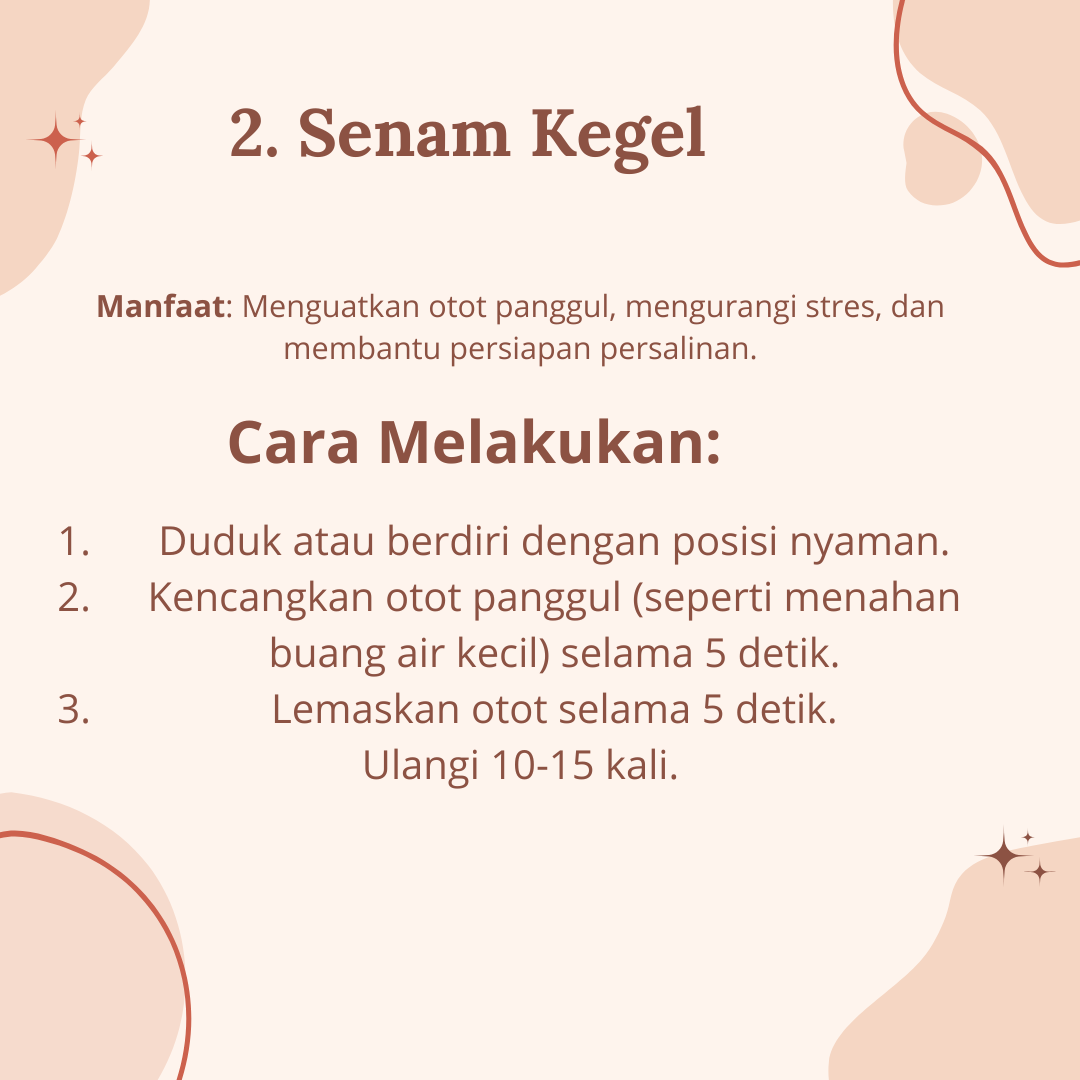 2. Senam Kegel
Manfaat: Menguatkan otot panggul, mengurangi stres, dan
membantu persiapan persalinan.
Cara Melakukan:
1. Duduk atau berdiri dengan posisi nyaman.
2. Kencangkan otot panggul (seperti menahan
buang air kecil) selama 5 detik.
3. Lemaskan otot selama 5 detik.
Ulangi 10-15 kali.